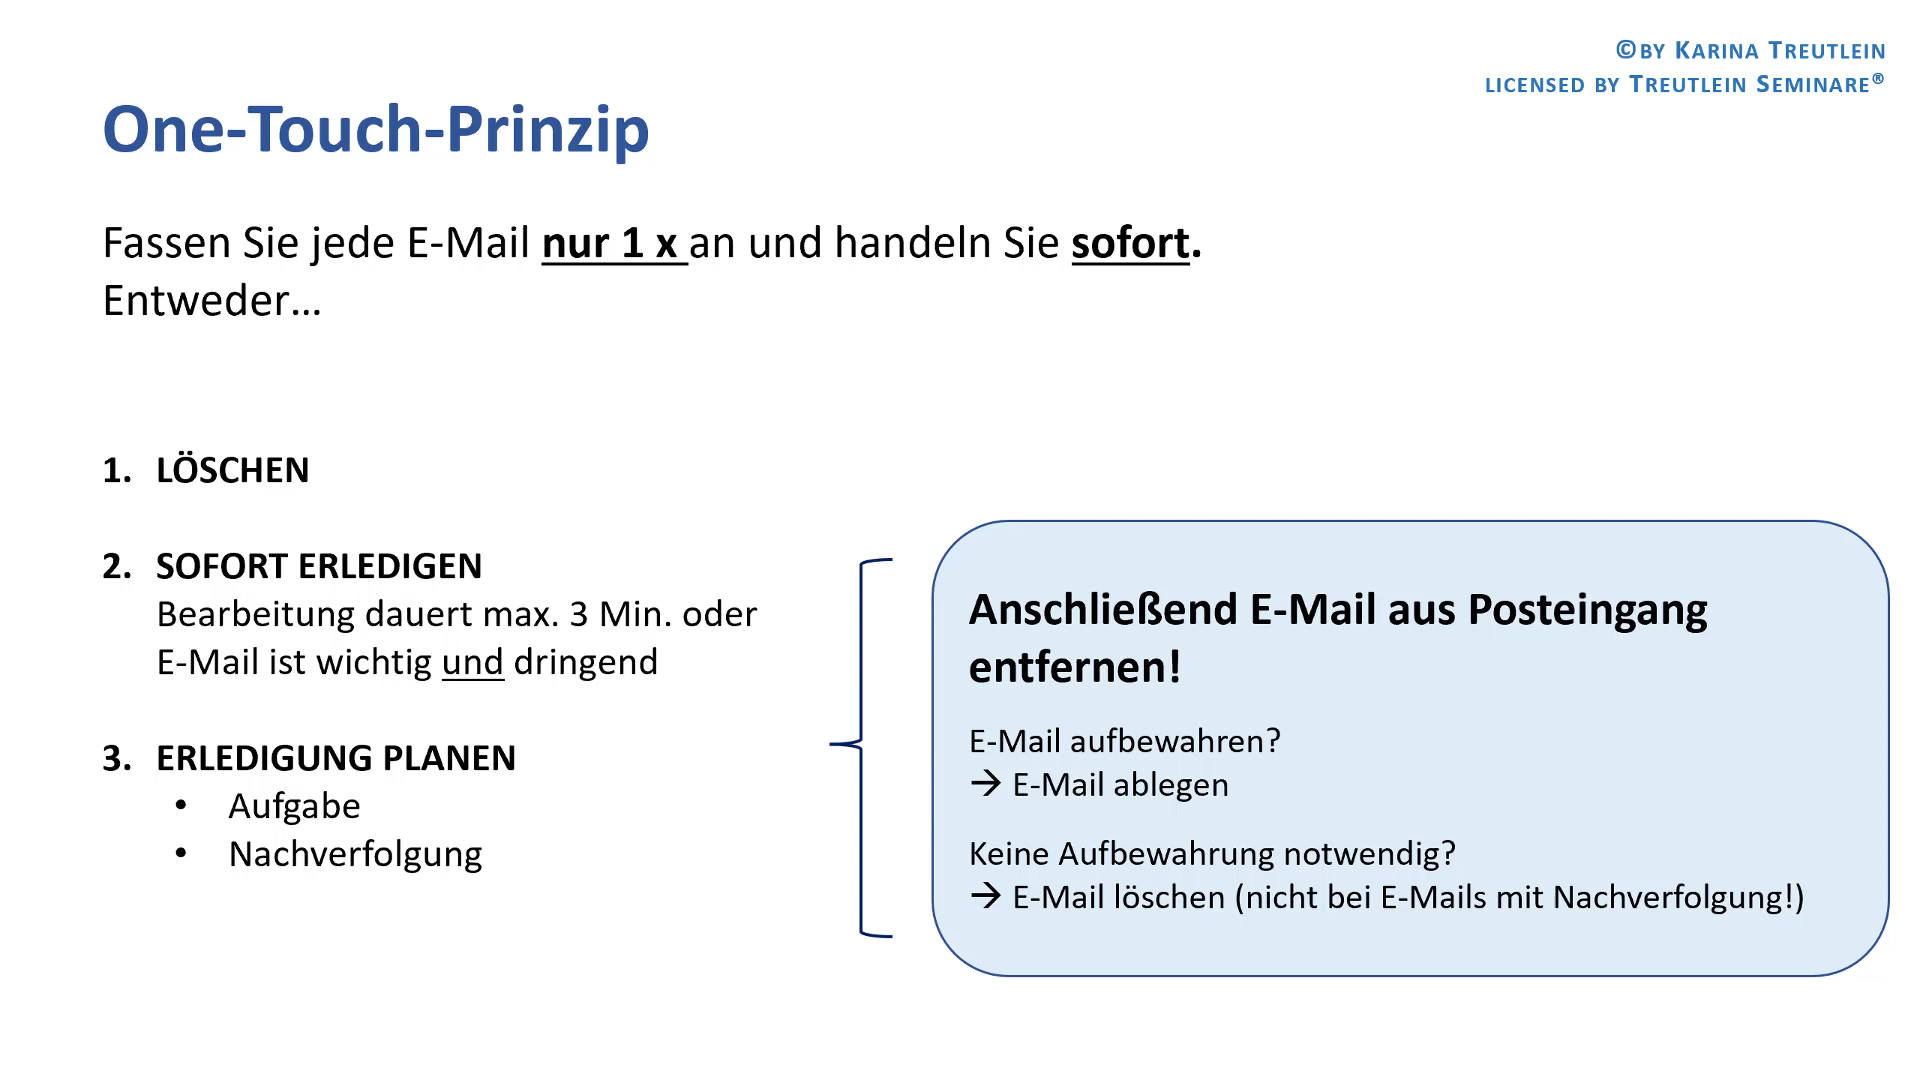 ©BY KARINA TREUTLEIN
LICENSED BY TREUTLEIN SEMINARE®
One-Touch-Prinzip
Fassen Sie jede E-Mail nur 1 x an und handeln Sie sofort.
Entweder…
1. LÖSCHEN
2. SOFORT ERLEDIGEN
Bearbeitung dauert max. 3 Min. oder
E-Mail ist wichtig und dringend
3. ERLEDIGUNG PLANEN
• Aufgabe
• Nachverfolgung
Anschließend E-Mail aus Posteingang
entfernen!
E-Mail aufbewahren?
→ E-Mail ablegen
Keine Aufbewahrung notwendig?
→ E-Mail löschen (nicht bei E-Mails mit Nachverfolgung!)